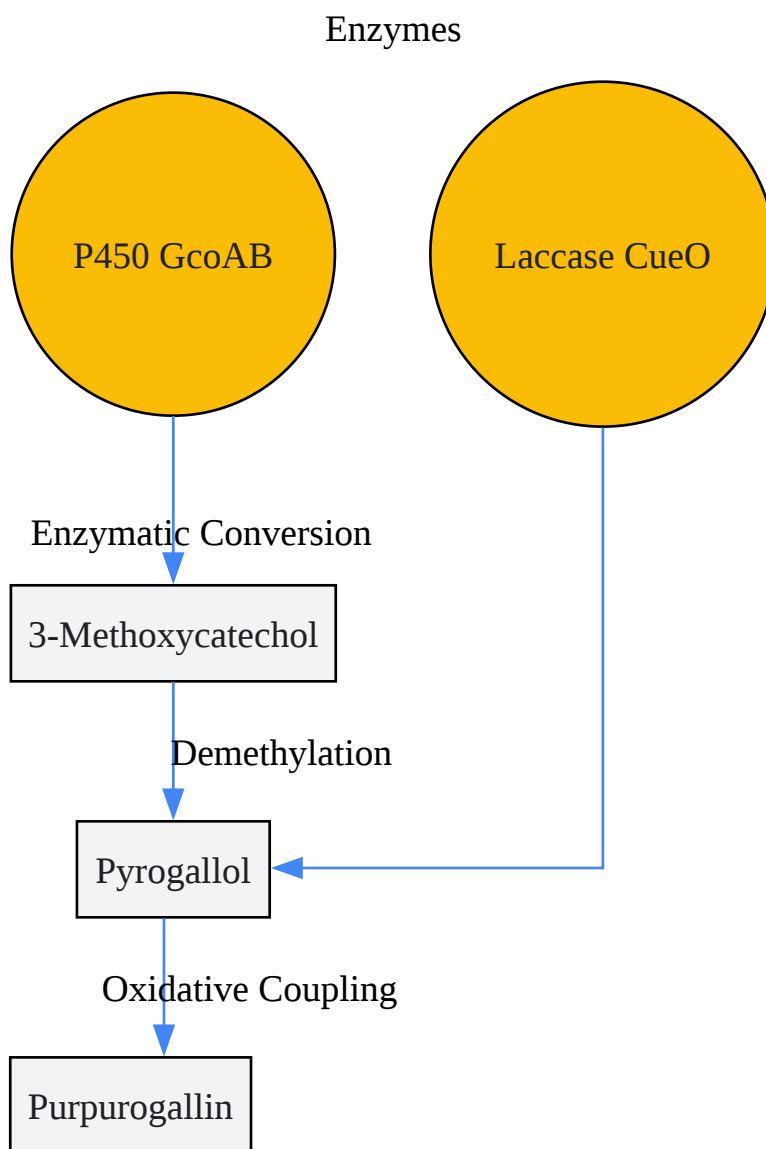 Enzymes
P450 GcoAB
Laccase CueO
Enzymatic Conversion
3-Methoxycatechol
Demethylation
Pyrogallol
Oxidative Coupling
Purpurogallin